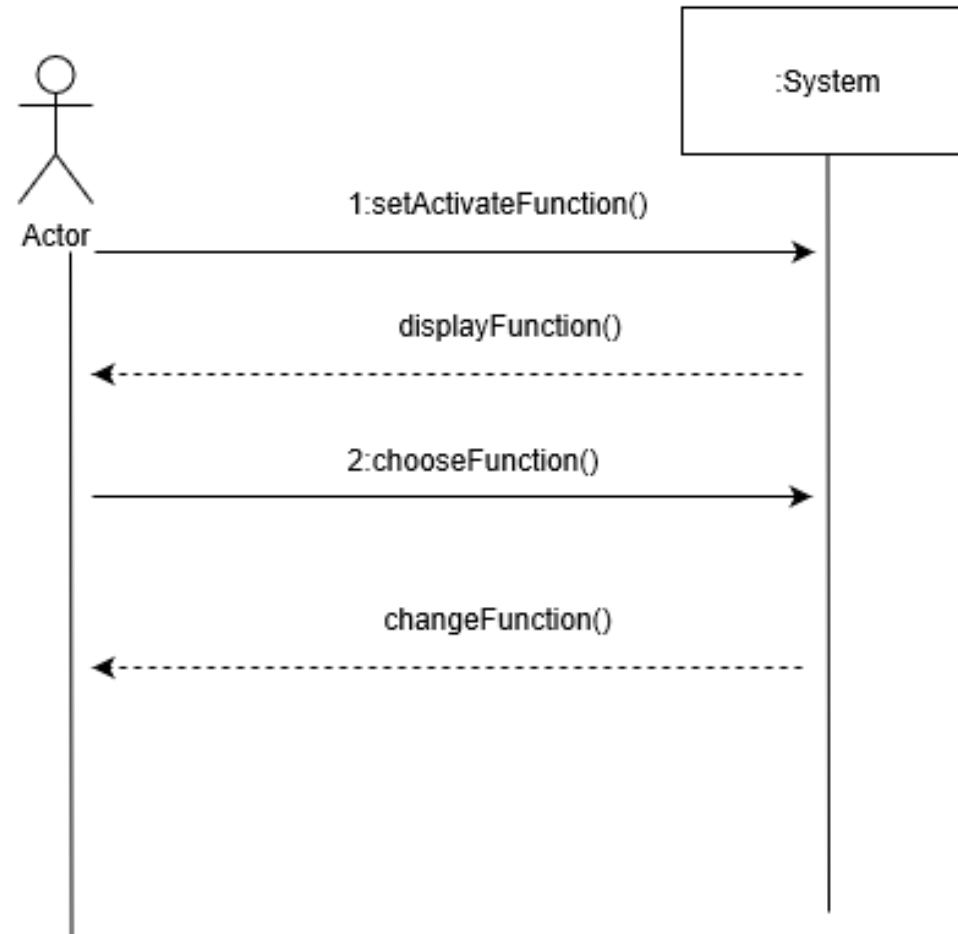 :System
1:setActivateFunction()
Actor
displayFunction()
2:chooseFunction()
changeFunction()